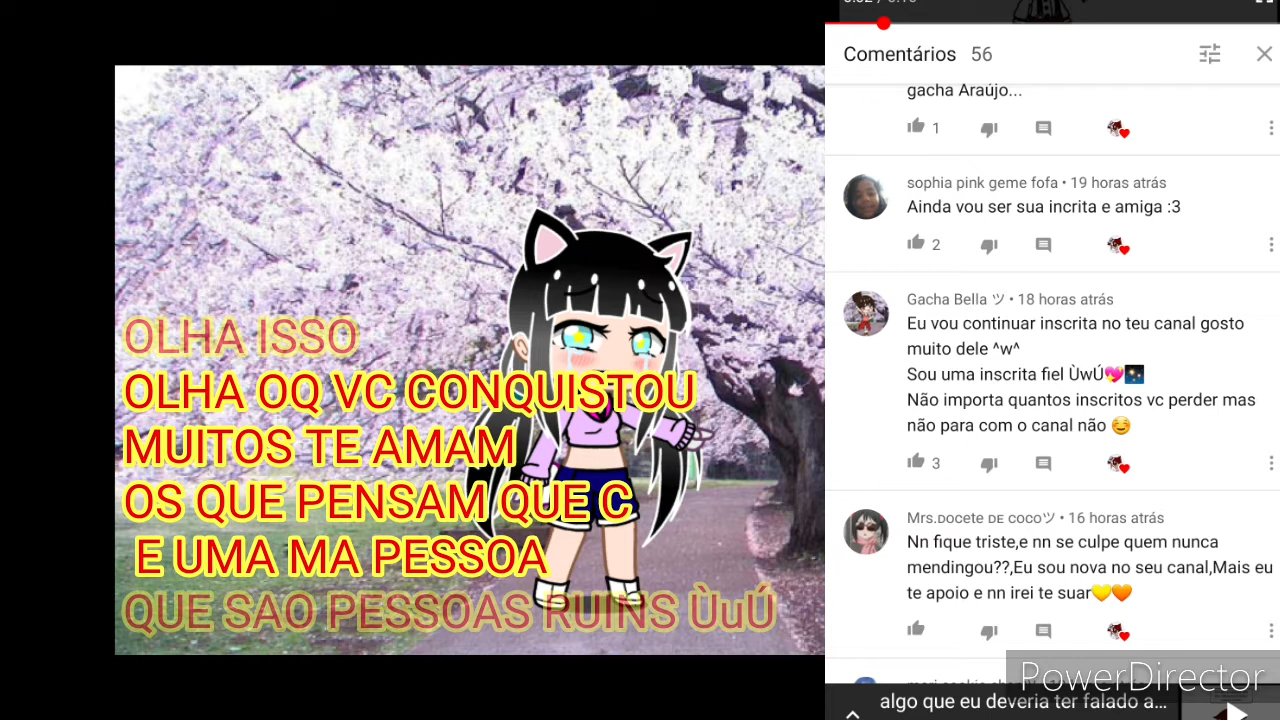 OLHA ISSO
OLHA OQ VC CONQUISTOU
MUITOS TE AMAM
OS QUE PENSAM QUE C
E UMA MA PESSOA
QUE SAO PESSOAS RUINS ÙuÚ
Comentários 56
gacha Araújo...
1
sophia pink geme fofa • 19 horas atrás
Ainda vou ser sua incrita e amiga :3
2
Gacha Bella ツ • 18 horas atrás
Eu vou continuar inscrita no teu canal gosto
muito dele ^w^
Sou uma inscrita fiel ÙwÚ💖🎇
Não importa quantos inscritos vc perder mas
não para com o canal não ☺️
3
Mrs.ᴅocete ᴅᴇ cocoツ • 16 horas atrás
Nn fique triste,e nn se culpe quem nunca
mendingou??,Eu sou nova no seu canal,Mais eu
te apoio e nn irei te suar💛🧡
PowerDirector
algo que eu deveria ter falado a...